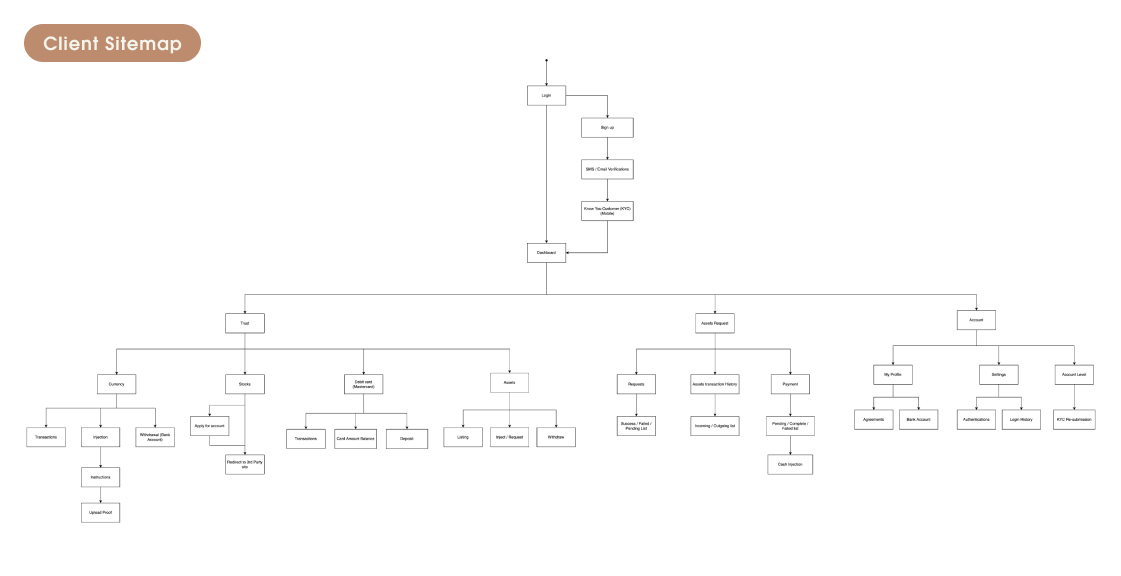 Client Sitemap
Login
Sign up
SMS / Email Verifications
Know You Customer (KYC)
(Mobile)
Dashboard
Trust
Assets Request
Account
Currency
Stocks
Debit card
(Mastercard)
Assets
Requests
Assets transaction History
Payment
My Profile
Settings
Account Level
Transactions
Injection
Withdrawal (Bank
Account)
Apply for account
Transactions
Card Amount Balance
Deposit
Listing
Inject / Request
Withdraw
Success / Failed /
Pending List
Incoming / Outgoing list
Pending / Complete /
Failed list
Agreements
Bank Account
Authentications
Login History
KYC Re-submission
Redirect to 3rd Party
site
Cash Injection
Instructions
Upload Proof